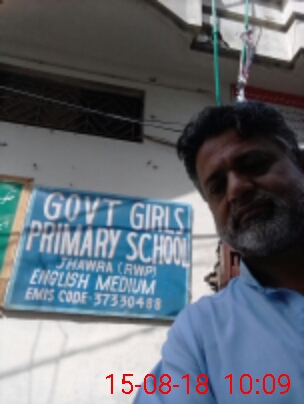 GOVT GIRLS
PRIMARY SCHOOL
JHAWRA (RWP)
ENGLISH MEDIUM
EMIS CODE-37330488
15-08-18 10:09